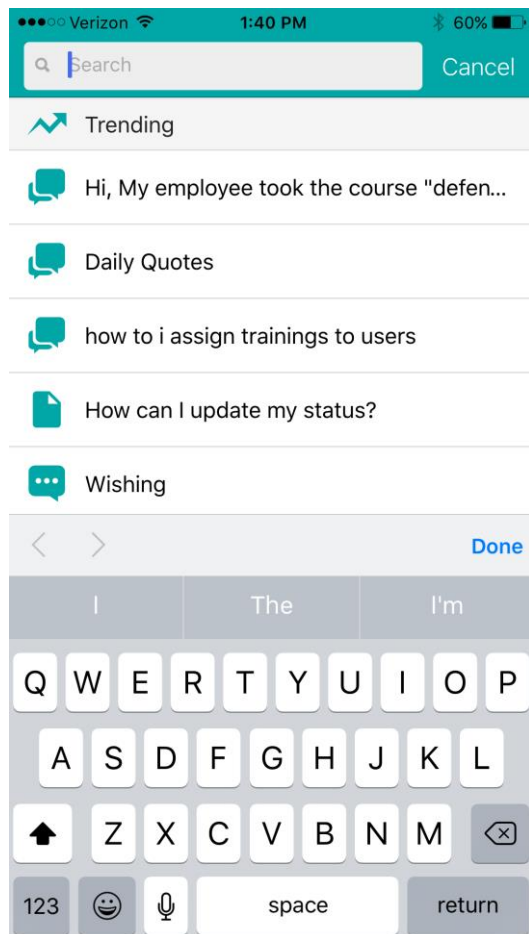 Verizon 1:40 PM 60%
Search Cancel
Trending
Hi, My employee took the course "defen...
Daily Quotes
how to i assign trainings to users
How can I update my status?
Wishing
Done
I The I'm
Q W E R T Y U I O P
A S D F G H J K L
Z X C V B N M
123 space return